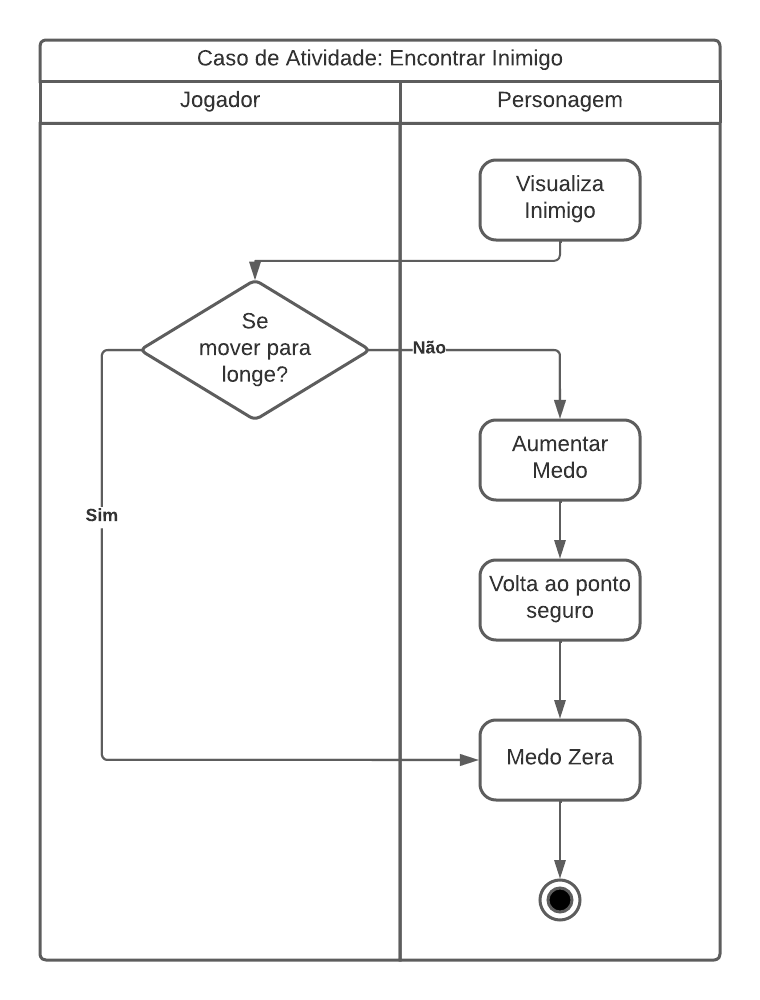 Caso de Atividade: Encontrar Inimigo
Jogador
Personagem
Visualiza
Inimigo
Se
mover para
longe?
Não
Aumentar
Medo
Sim
Volta ao ponto
seguro
Medo Zera